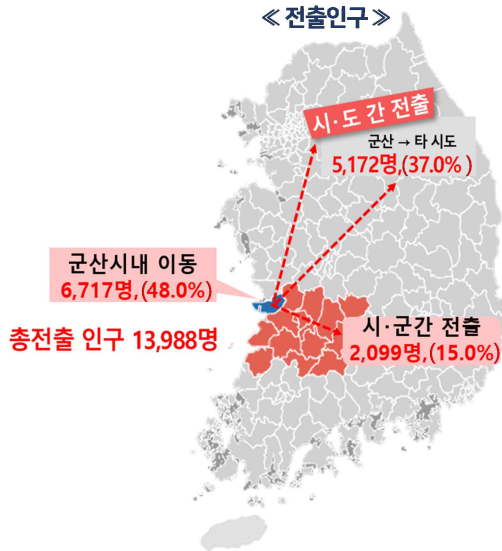 ≪ 전출인구 ≫
시·도 간 전출
군산 → 타 시도
5,172명,(37.0% )
군산시내 이동
6,717명,(48.0%)
총전출 인구 13,988명
시·군간 전출
2,099명,(15.0%)